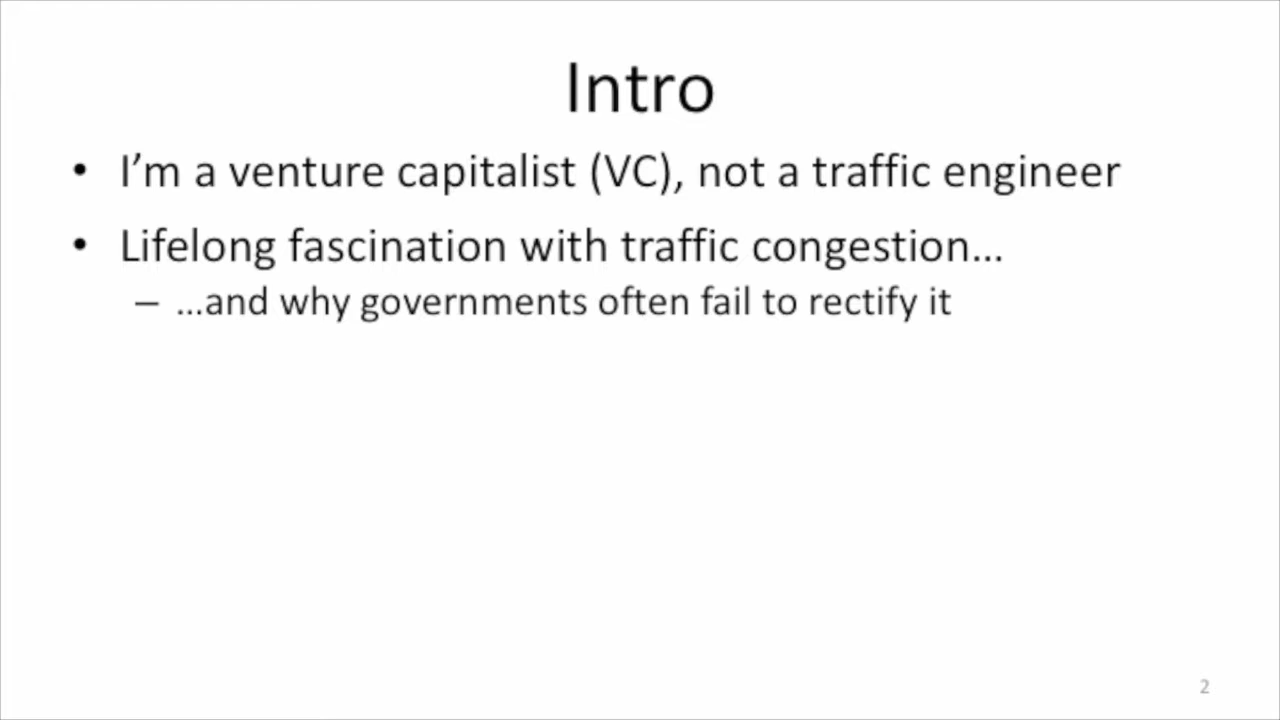 Intro
• I’m a venture capitalist (VC), not a traffic engineer
• Lifelong fascination with traffic congestion…
– …and why governments often fail to rectify it
2